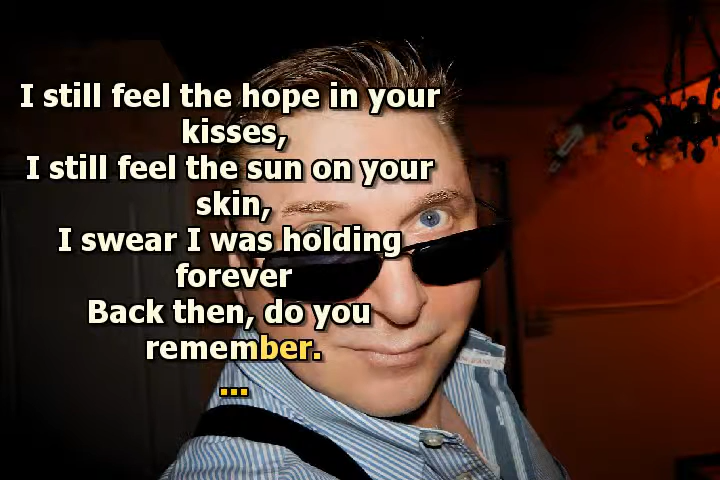 I still feel the hope in your
kisses,
I still feel the sun on your
skin,
I swear I was holding
forever
Back then, do you
remember.
...